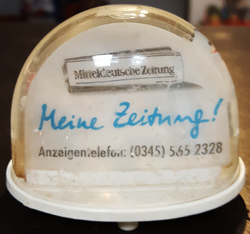 Mitteldeutsche Zeitung
Meine Zeitung!
Anzeigentelefon: (0345) 565 2328